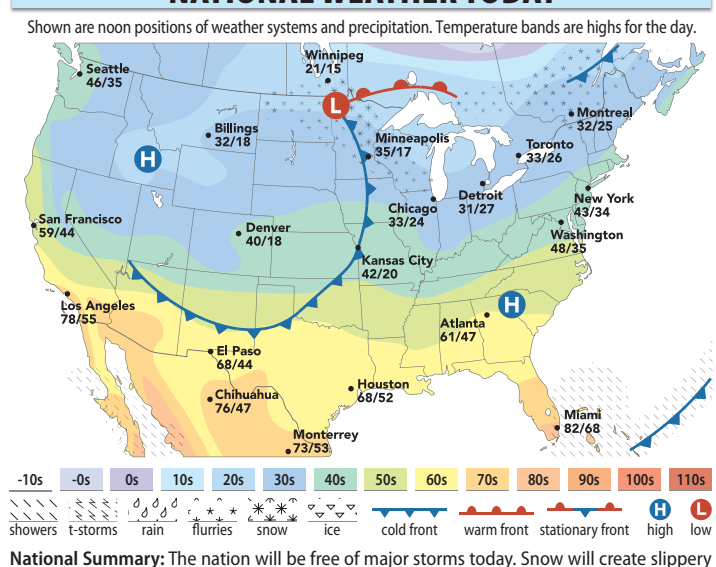 NATIONAL WEATHER TODAY
Shown are noon positions of weather systems and precipitation. Temperature bands are highs for the day.
Winnipeg
21/15
Seattle
46/35
L
Montreal
32/25
Billings
32/18
Minneapolis
35/17
Toronto
33/26
H
Chicago
33/24
Detroit
31/27
New York
43/34
San Francisco
59/44
Denver
40/18
Washington
48/35
Kansas City
42/20
Los Angeles
78/55
H
Atlanta
61/47
El Paso
68/44
Chihuahua
76/47
Houston
68/52
Miami
82/68
Monterrey
73/53
-10s -0s 0s 10s 20s 30s 40s 50s 60s 70s 80s 90s 100s 110s
H L
showers t-storms rain flurries snow ice cold front warm front stationary front high low
National Summary: The nation will be free of major storms today. Snow will create slippery